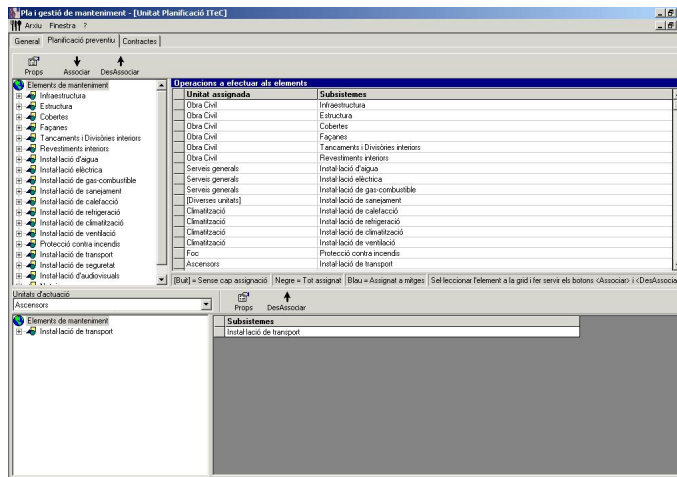 Pla i gestió de manteniment - [Unitat Planificació ITeC]
Arxiu Finestra ?
General Planificació preventiu Contractes
Props Associar DesAssociar
Elements de manteniment
Infraestructura
Estructura
Cobertes
Façanes
Tancaments i Divisòries interiors
Revestiments interiors
Instal·lació d'aigua
Instal·lació elèctrica
Instal·lació de gas-combustible
Instal·lació de sanejament
Instal·lació de calefacció
Instal·lació de refrigeració
Instal·lació de climatització
Instal·lació de ventilació
Protecció contra incendis
Instal·lació de transport
Instal·lació de seguretat
Instal·lació d'audiovisuals
Operacions a efectuar als elements
Unitat assignada Subsistemes
Obra Civil Infraestructura
Obra Civil Estructura
Obra Civil Cobertes
Obra Civil Façanes
Obra Civil Tancaments i Divisòries interiors
Obra Civil Revestiments interiors
Serveis generals Instal·lació d'aigua
Serveis generals Instal·lació elèctrica
Serveis generals Instal·lació de gas-combustible
[Diverses unitats] Instal·lació de sanejament
Climatització Instal·lació de calefacció
Climatització Instal·lació de refrigeració
Climatització Instal·lació de climatització
Climatització Instal·lació de ventilació
Foc Protecció contra incendis
Ascensors Instal·lació de transport
[Buit] = Sense cap assignació Negre = Tot assignat Blau = Assignat a mitges Sel·leccionar l'element a la grid i fer servir els botons <Associar> i <DesAssocia
Unitats d'actuació
Ascensors
Props DesAssociar
Elements de manteniment
Instal·lació de transport
Subsistemes
Instal·lació de transport